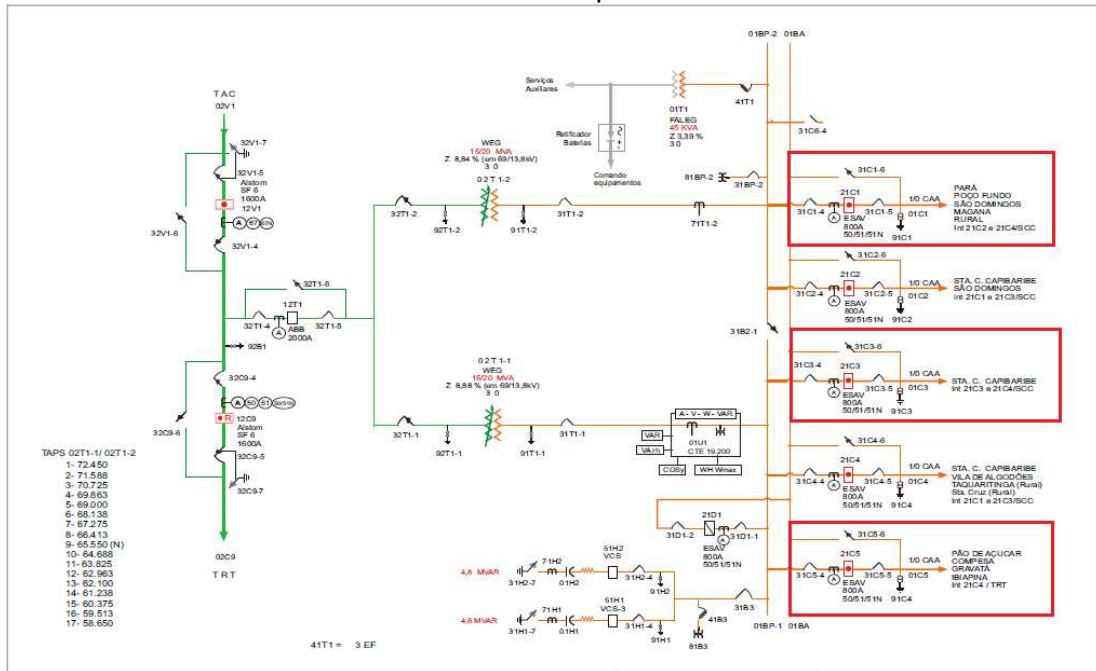 01BP-2 01BA
Serviços
Auxiliares
01T1
FALEG
45 KVA
Z 3,39 %
3 0
41T1
Retificador
Baterias
Comando
equipamentos
31C6-4
81BP-2
31BP-2
TAC
02V1
32V1-7
32V1-5
Alstom
SF 6
1600A
12V1
A
67
32V1-6
32V1-4
WEG
15/20 MVA
Z 8,84 % (em 69/13,8kV)
3 0
02T1-2
32T1-2
92T1-2
91T1-2
31T1-2
71T1-2
32T1-6
12T1
32T1-4
A
ABB
2000A
32T1-5
92B1
32C9-4
A
50
51
32C9-6
R
12C9
Alstom
SF 6
1600A
32C9-5
32C9-7
02C9
TRT
02T1-1
WEG
15/20 MVA
Z 8,88 % (em 69/13,8kV)
3 0
32T1-1
92T1-1
91T1-1
31T1-1
A - V - W - VAR
01U1
CTE 19.200
VAR
VArh
COSy
WH Wmax
31B2-1
21D1
31D1-2
ESAV
800A
50/51/51N
A
31D1-1
4,8 MVAR
31H2-7
71H2
01H2
51H2
VCS
31H2-4
91H2
4,8 MVAR
31H1-7
71H1
01H1
51H1
VCS-3
31H1-4
91H1
41B3
81B3
31B3
01BP-1 01BA
31C1-6
21C1
31C1-4
A
ESAV
800A
50/51/51N
31C1-5
1/0 CAA
01C1
91C1
PARÁ
POÇO FUNDO
SÃO DOMINGOS
MAGANA
RURAL
Int 21C2 e 21C4/SCC
31C2-6
21C2
31C2-4
A
ESAV
800A
50/51/51N
31C2-5
1/0 CAA
01C2
91C2
STA. C. CAPIBARIBE
SÃO DOMINGOS
Int 21C1 e 21C3/SCC
31C3-6
31C3-4
21C3
A
ESAV
800A
50/51/51N
31C3-5
1/0 CAA
01C3
91C3
STA. C. CAPIBARIBE
Int 21C3 e 21C4/SCC
31C4-6
21C4
31C4-4
A
ESAV
800A
50/51/51N
31C4-5
1/0 CAA
01C4
91C4
STA. C. CAPIBARIBE
VILA DE ALGODÕES
TAQUARITINGA (Rural)
Sta. Cruz (Rural)
Int 21C1 e 21C3/SCC
31C5-6
21C5
31C5-4
A
ESAV
800A
50/51/51N
31C5-5
1/0 CAA
01C5
91C4
PÃO DE AÇUCAR
COMPESA
GRAVATÁ
IBIAPINA
Int 21C4 / TRT
TAPS 02T1-1/ 02T1-2
1- 72.450
2- 71.588
3- 70.725
4- 69.863
5- 69.000
6- 68.138
7- 67.275
8- 66.413
9- 65.550 (N)
10- 64.688
11- 63.825
12- 62.963
13- 62.100
14- 61.238
15- 60.375
16- 59.513
17- 58.650
41T1 = 3 EF